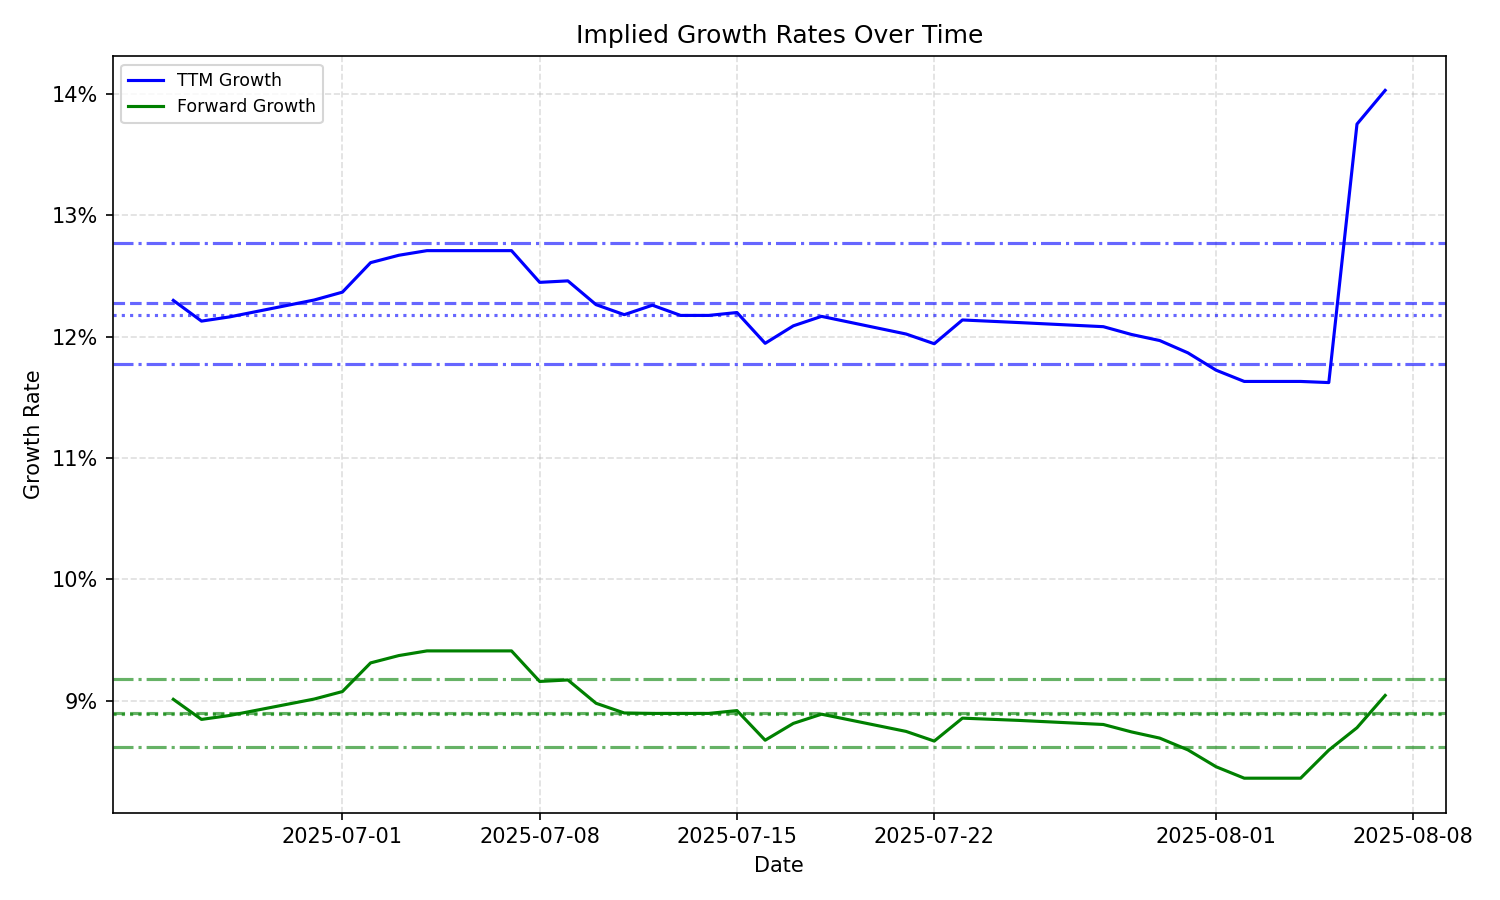 Implied Growth Rates Over Time
TTM Growth
Forward Growth
14%
13%
12%
11%
10%
9%
Growth Rate
2025-07-01
2025-07-08
2025-07-15
2025-07-22
2025-08-01
2025-08-08
Date